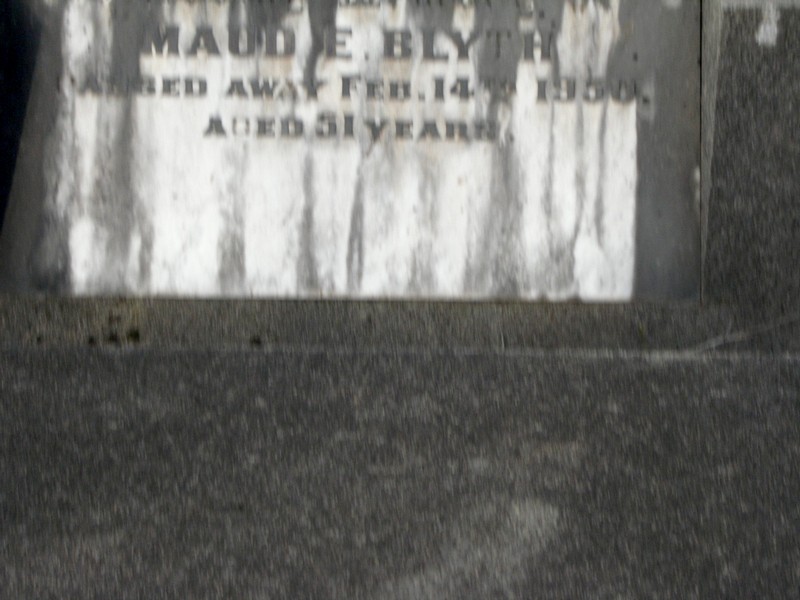 MAUD E. BLYTH
PASSED AWAY FEB. 14TH 1950.
AGED 51 YEARS.